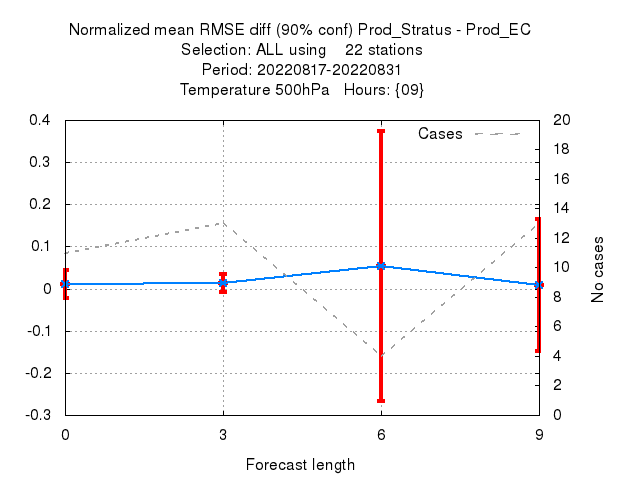 Normalized mean RMSE diff (90% conf) Prod_Stratus - Prod_EC
Selection: ALL using    22 stations
Period: 20220817-20220831
Temperature 500hPa   Hours: {09}
0.4
0.3
0.2
0.1
0
-0.1
-0.2
-0.3
Cases
20
18
16
14
12
10
8
6
4
2
0
No cases
0 3 6 9
Forecast length